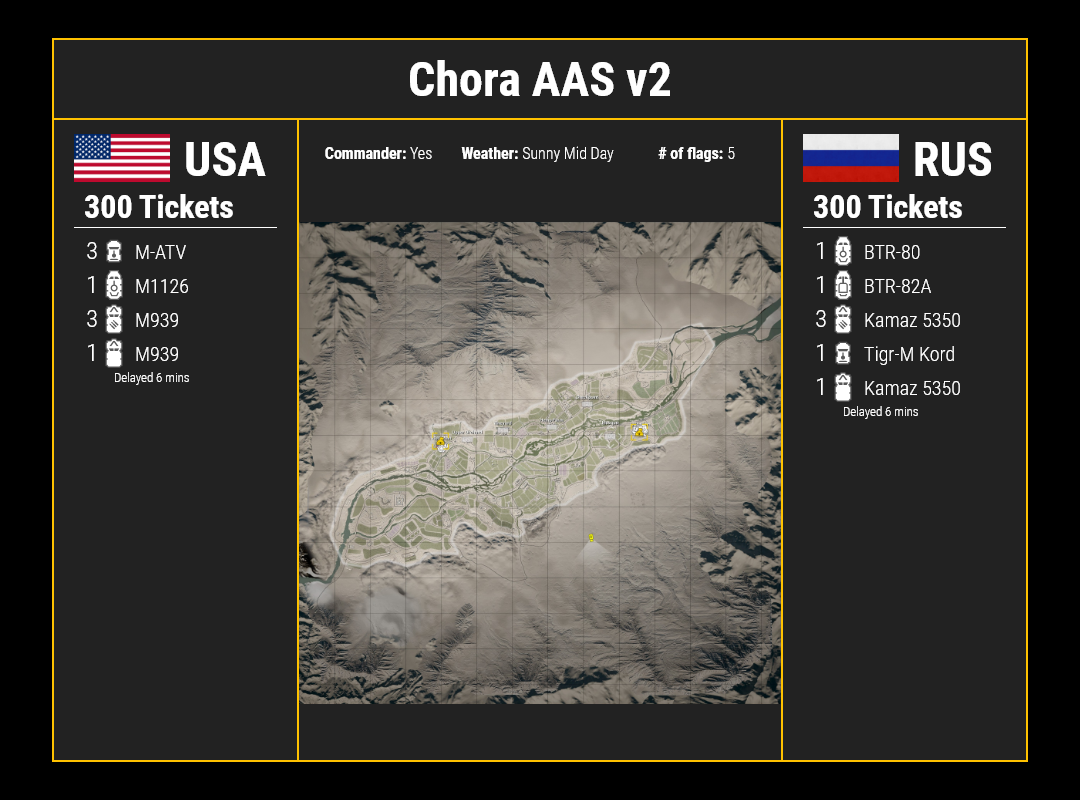 Chora AAS v2
USA
300 Tickets
3 M-ATV
1 M1126
3 M939
1 M939
Delayed 6 mins
Commander: Yes
Weather: Sunny Mid Day
# of flags: 5
RUS
300 Tickets
1 BTR-80
1 BTR-82A
3 Kamaz 5350
1 Tigr-M Kord
1 Kamaz 5350
Delayed 6 mins